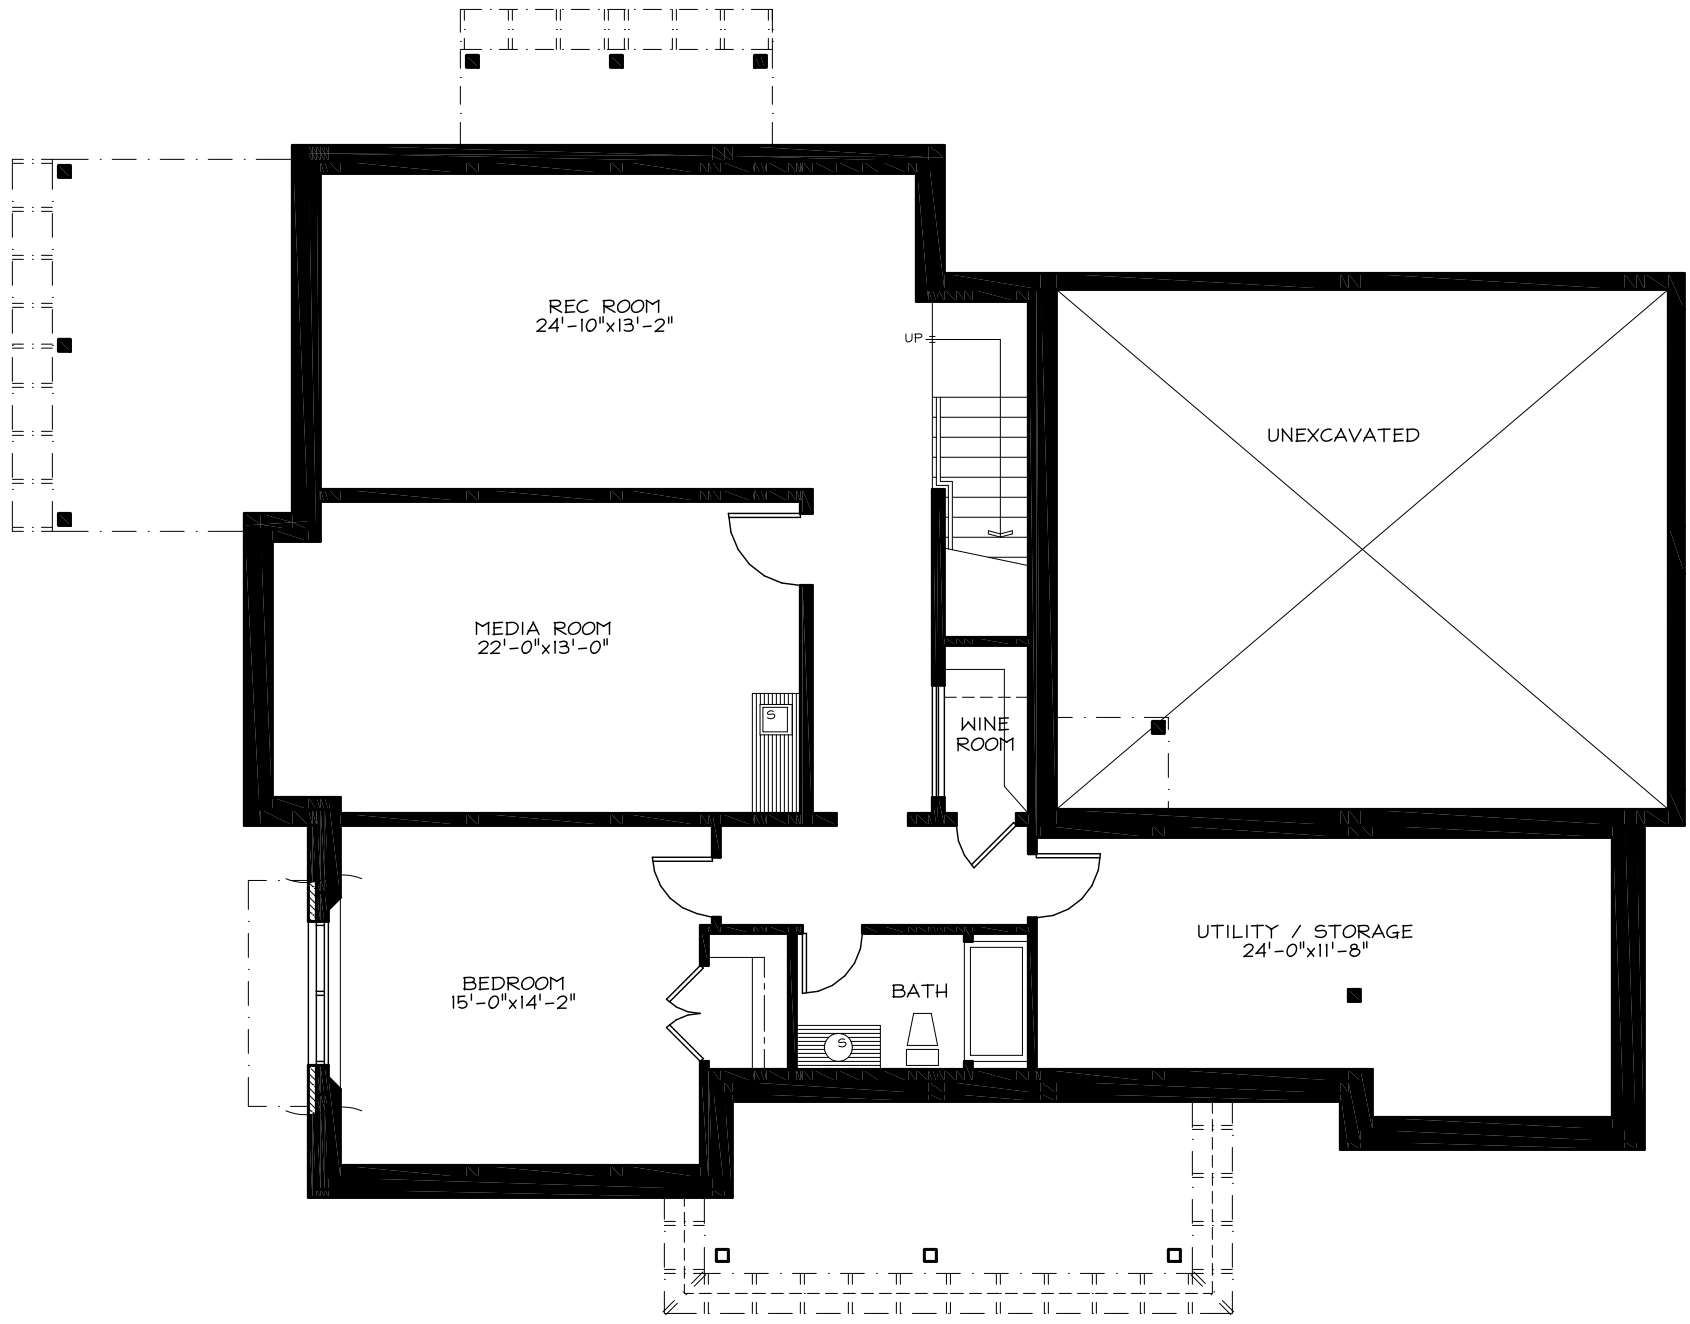 REC ROOM
24'-10"x13'-2"
UP
UNEXCAVATED
MEDIA ROOM
22'-0"x13'-0"
S
WINE
ROOM
UTILITY / STORAGE
24'-0"x11'-8"
BEDROOM
15'-0"x14'-2"
BATH
S